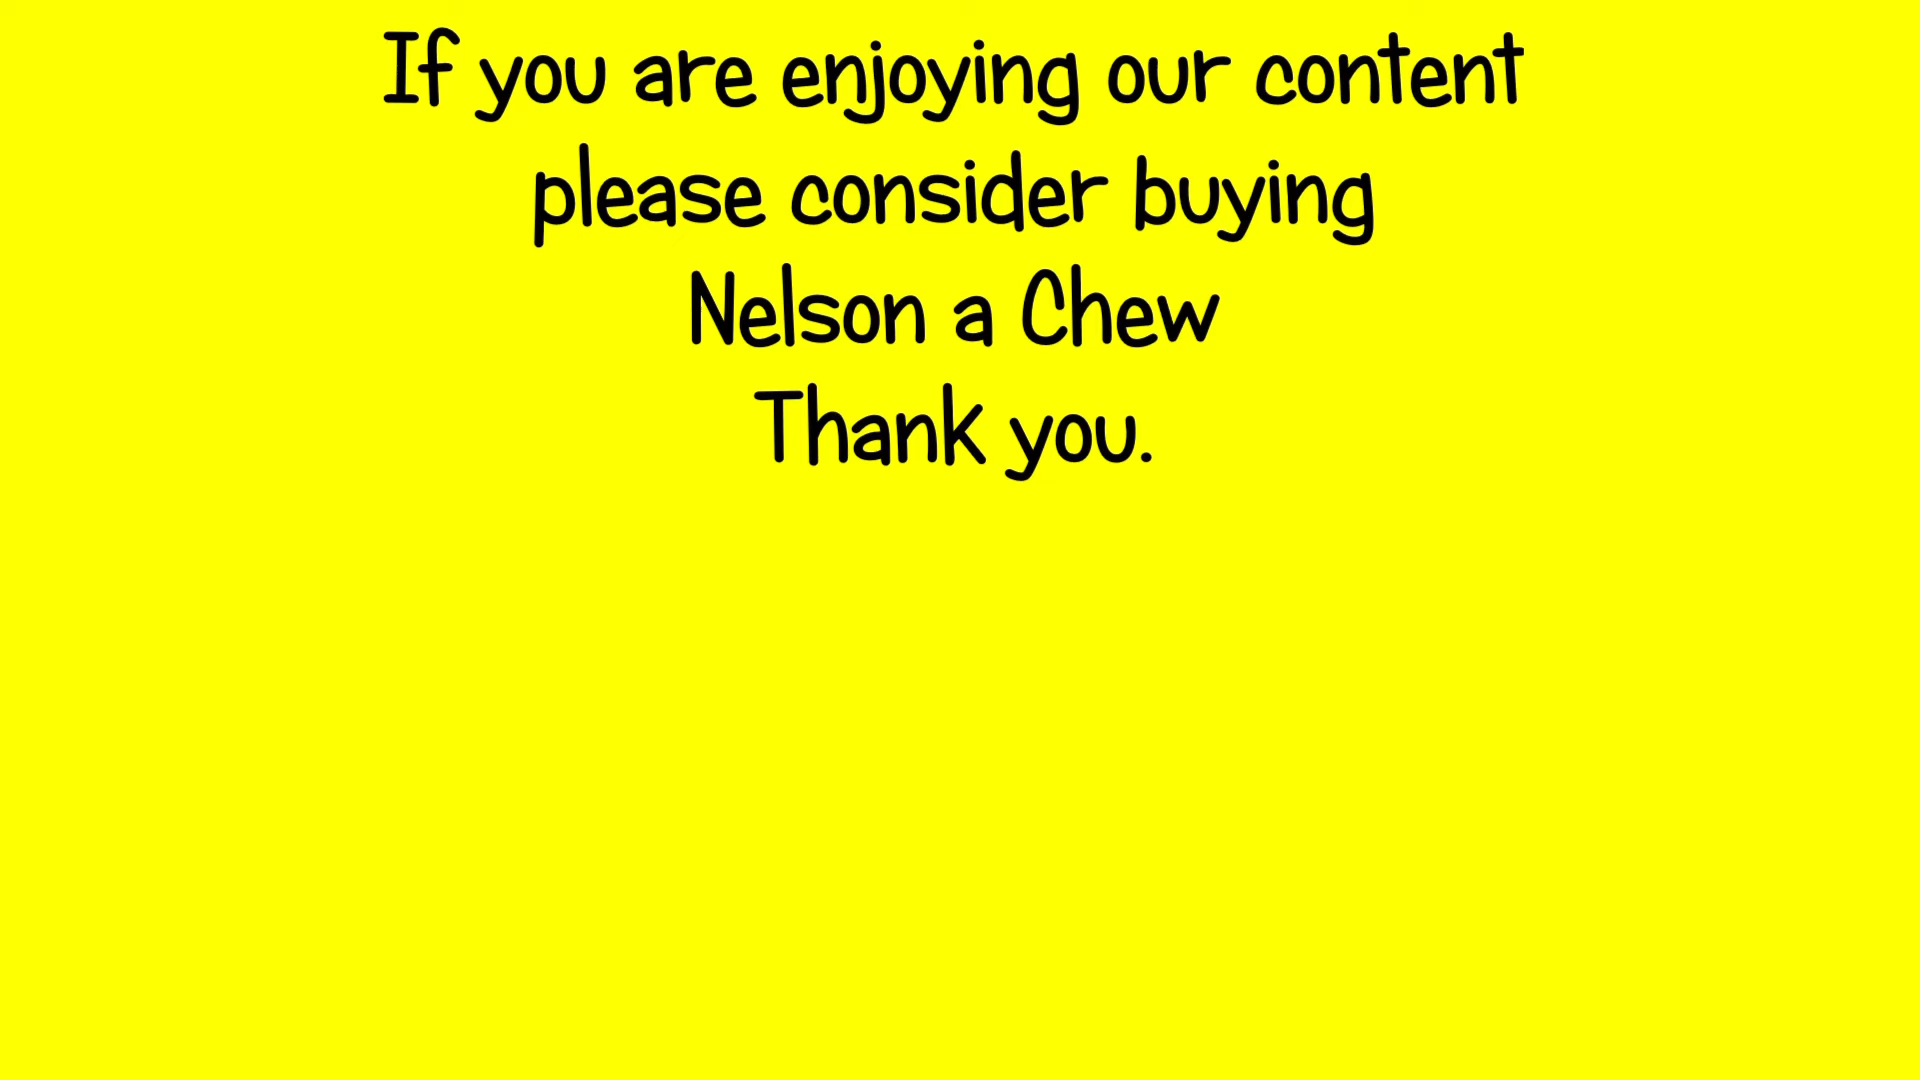 If you are enjoying our content
please consider buying
Nelson a Chew
Thank you.